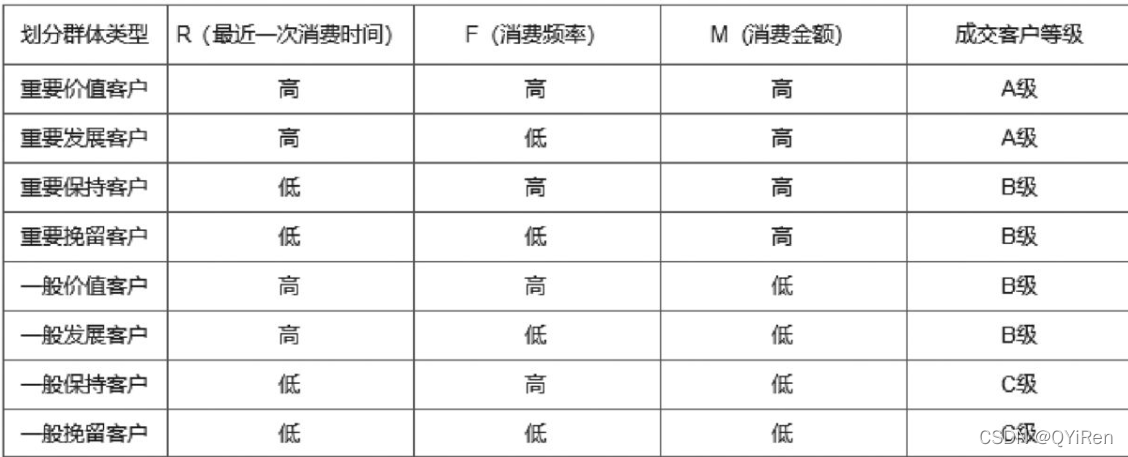 划分群体类型 R（最近一次消费时间） F（消费频率） M（消费金额） 成交客户等级
重要价值客户 高 高 高 A级
重要发展客户 高 低 高 A级
重要保持客户 低 高 高 B级
重要挽留客户 低 低 高 B级
一般价值客户 高 高 低 B级
一般发展客户 高 低 低 B级
一般保持客户 低 高 低 C级
一般挽留客户 低 低 低 C级
CSDN @QYiRen